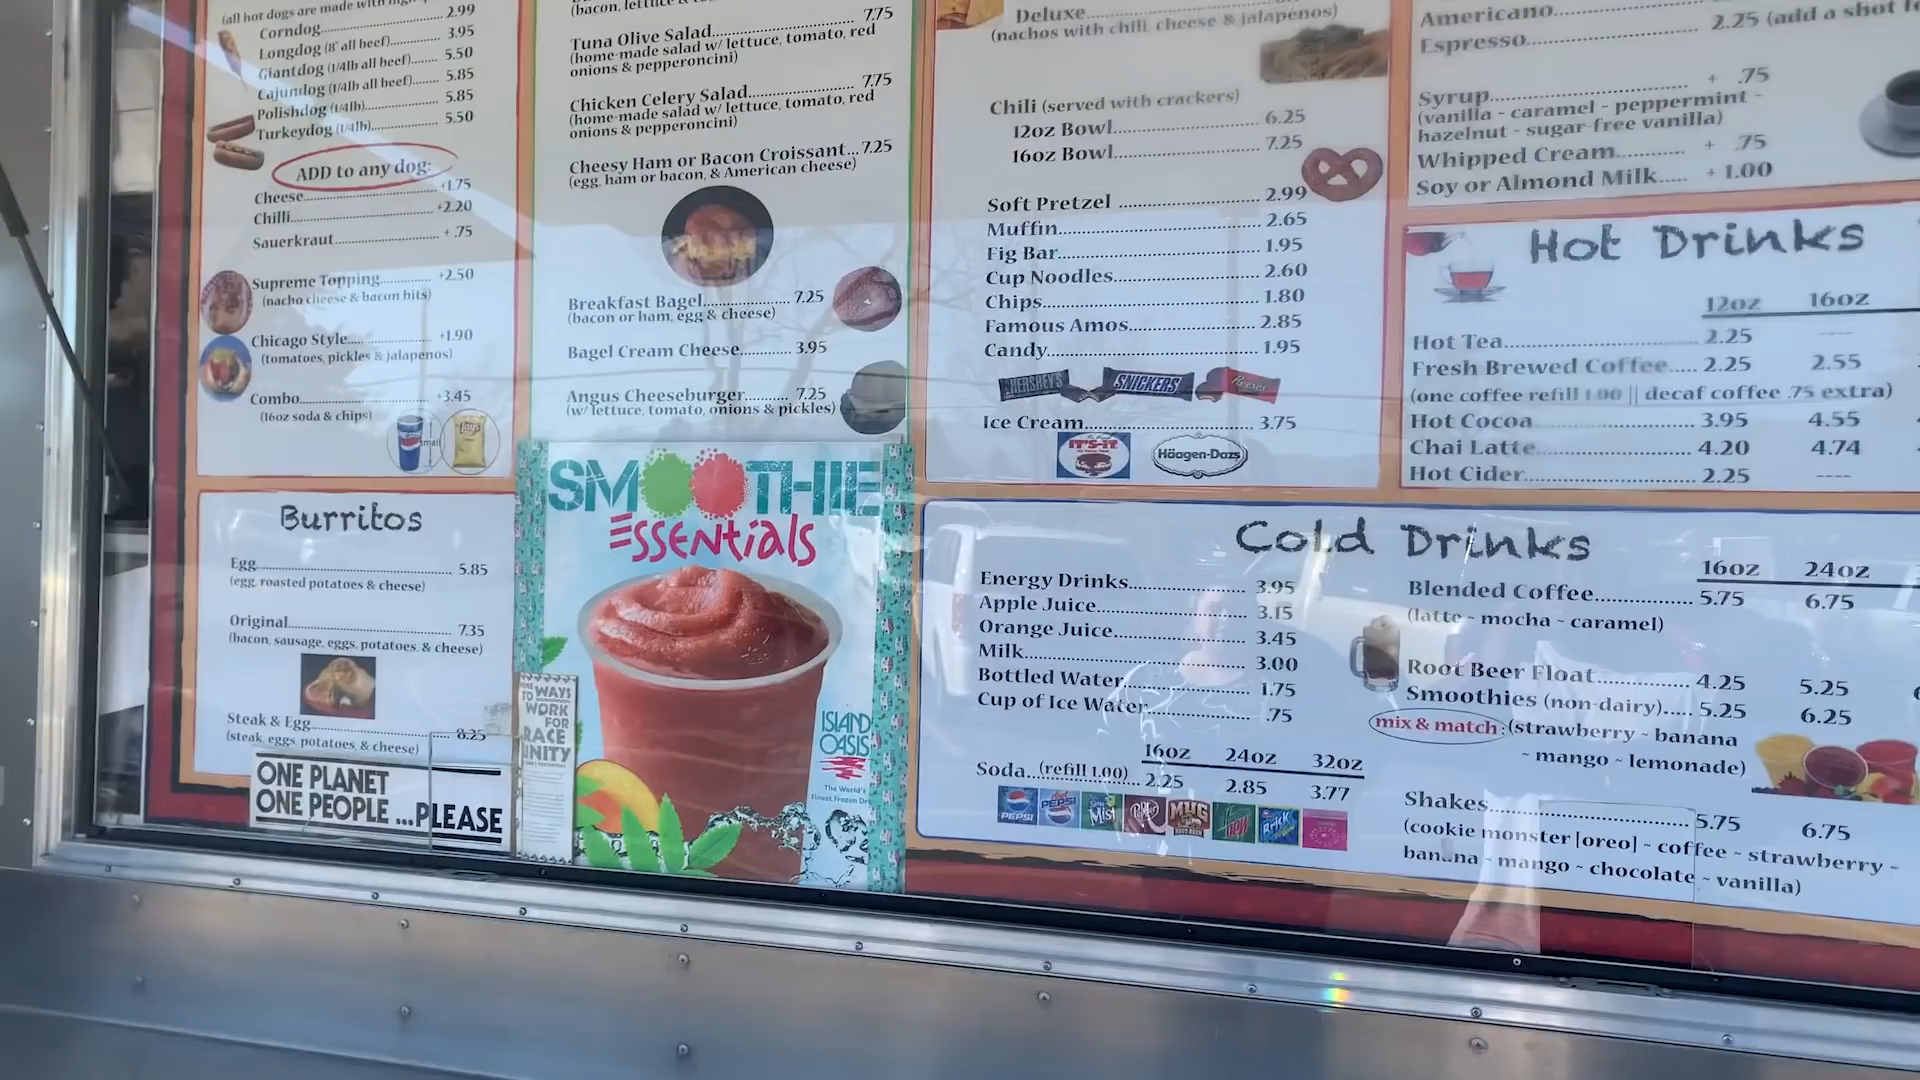 (all hot dogs are made with
Corndog 2.99
Longdog (8" all beef) 3.95
Giantdog (1/4lb all beef) 5.50
Cajundog (1/4lb all beef) 5.85
Polishdog (1/4lb) 5.85
Turkeydog (1/4lb) 5.50
ADD to any dog:
Cheese +1.75
Chilli +2.20
Sauerkraut + .75
Supreme Topping +2.50
(nacho cheese & bacon bits)
Chicago Style +1.90
(tomatoes, pickles & jalapenos)
Combo +3.45
(16oz soda & chips)
PEPSI
small
Lay's
Burritos
Egg 5.85
(egg, roasted potatoes & cheese)
Original 7.35
(bacon, sausage, eggs, potatoes, & cheese)
Steak & Egg 8.25
(steak, eggs, potatoes, & cheese)
ONE PLANET
ONE PEOPLE ...PLEASE
(bacon, lettuce &
Tuna Olive Salad 7.75
(home-made salad w/ lettuce, tomato, red
onions & pepperoncini)
Chicken Celery Salad 7.75
(home-made salad w/ lettuce, tomato, red
onions & pepperoncini)
Cheesy Ham or Bacon Croissant...7.25
(egg, ham or bacon, & American cheese)
Breakfast Bagel 7.25
(bacon or ham, egg & cheese)
Bagel Cream Cheese 3.95
Angus Cheeseburger 7.25
(w/ lettuce, tomato, onions & pickles)
SMOOTHIE
Essentials
WAYS
TO WORK
FOR
RACE
UNITY
ISLAND
OASIS
The World's
Finest Frozen
Deluxe
(nachos with chili, cheese & jalapenos)
Chili (served with crackers)
12oz Bowl 6.25
16oz Bowl 7.25
Soft Pretzel 2.99
Muffin 2.65
Fig Bar 1.95
Cup Noodles 2.60
Chips 1.80
Famous Amos 2.85
Candy 1.95
HERSHEY'S SNICKERS Reese's
Ice Cream 3.75
IT'S-IT
Häagen-Dazs
Americano
Espresso 2.25 (add a shot
Syrup + .75
(vanilla - caramel - peppermint -
hazelnut - sugar-free vanilla)
Whipped Cream + .75
Soy or Almond Milk + 1.00
Hot Drinks
12oz 16oz
Hot Tea 2.25 ----
Fresh Brewed Coffee 2.25 2.55
(one coffee refill 1.00 || decaf coffee .75 extra)
Hot Cocoa 3.95 4.55
Chai Latte 4.20 4.74
Hot Cider 2.25 ----
Cold Drinks
Energy Drinks 3.95
Apple Juice 3.15
Orange Juice 3.45
Milk 3.00
Bottled Water 1.75
Cup of Ice Water .75
16oz 24oz 32oz
Soda (refill 1.00) 2.25 2.85 3.77
PEPSI diet PEPSI Mist MUG Brisk
16oz 24oz
Blended Coffee 5.75 6.75
(latte ~ mocha ~ caramel)
Root Beer Float 4.25 5.25
Smoothies (non-dairy) 5.25 6.25
mix & match: (strawberry ~ banana
~ mango ~ lemonade)
Shakes 5.75 6.75
(cookie monster [oreo] ~ coffee ~ strawberry ~
banana ~ mango ~ chocolate ~ vanilla)